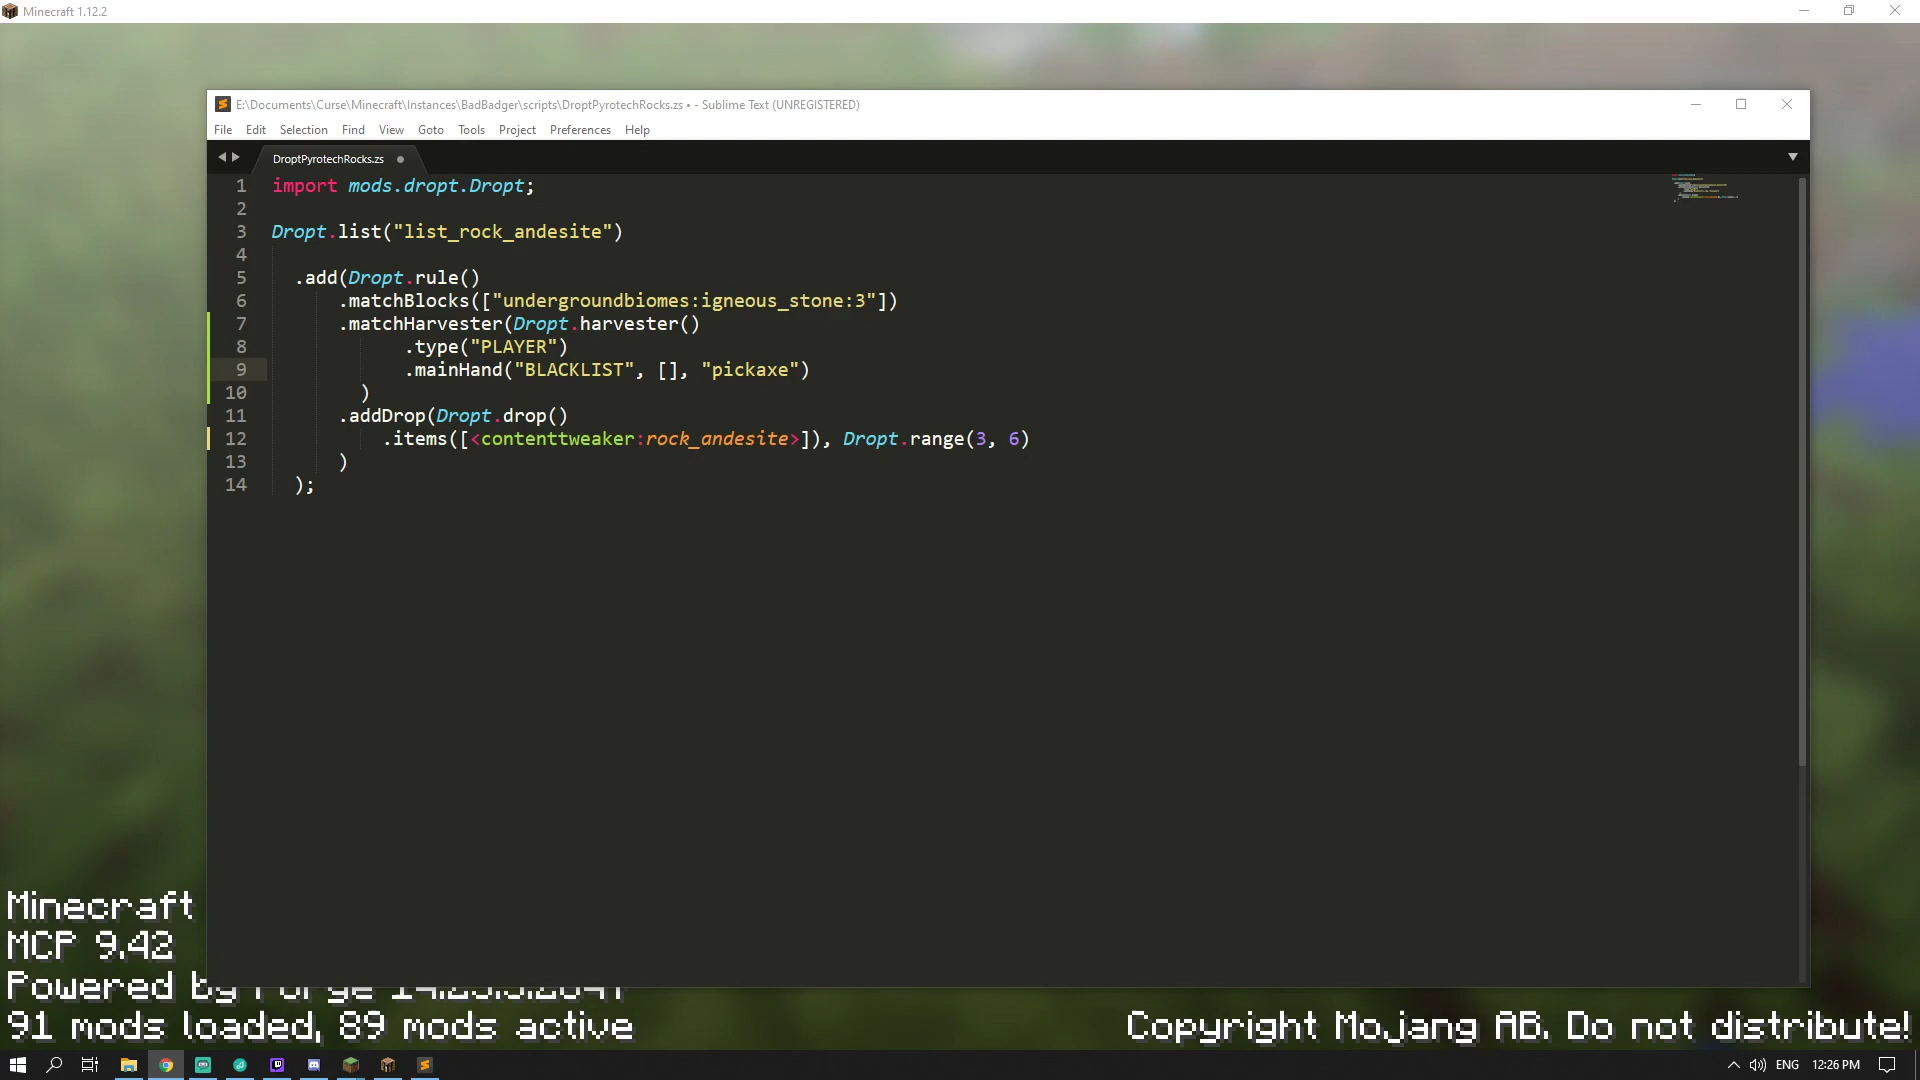 Minecraft 1.12.2
E:\Documents\Curse\Minecraft\Instances\BadBadger\scripts\DroptPyrotechRocks.zs • - Sublime Text (UNREGISTERED)
File Edit Selection Find View Goto Tools Project Preferences Help
DroptPyrotechRocks.zs
1 import mods.dropt.Dropt;
2
3 Dropt.list("list_rock_andesite")
4
5 .add(Dropt.rule()
6 .matchBlocks(["undergroundbiomes:igneous_stone:3"])
7 .matchHarvester(Dropt.harvester()
8 .type("PLAYER")
9 .mainHand("BLACKLIST", [], "pickaxe")
10 )
11 .addDrop(Dropt.drop()
12 .items([<contenttweaker:rock_andesite>]), Dropt.range(3, 6)
13 )
14 );
Minecraft
MCP 9.42
Powered by Forge
91 mods loaded, 89 mods active
Copyright Mojang AB. Do not distribute!
ENG 12:26 PM